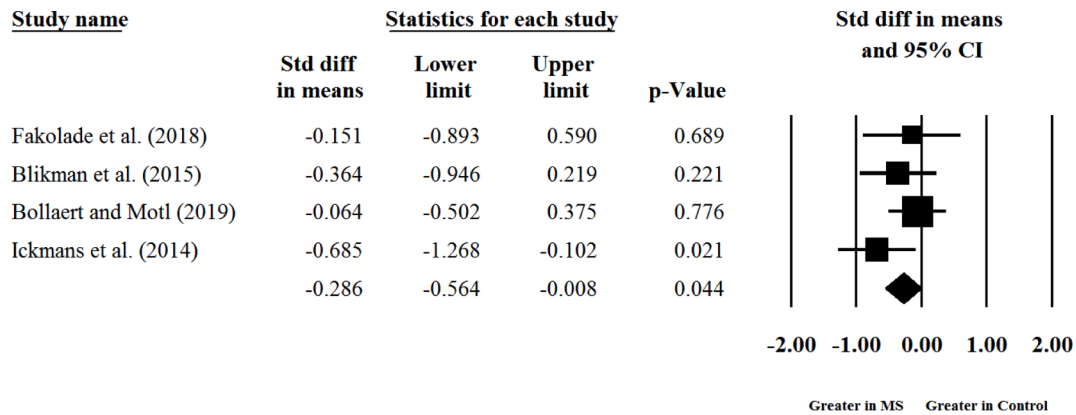 Study name Statistics for each study Std diff in means
and 95% CI
Std diff Lower Upper
in means limit limit p-Value
Fakolade et al. (2018) -0.151 -0.893 0.590 0.689
Blikman et al. (2015) -0.364 -0.946 0.219 0.221
Bollaert and Motl (2019) -0.064 -0.502 0.375 0.776
Ickmans et al. (2014) -0.685 -1.268 -0.102 0.021
-0.286 -0.564 -0.008 0.044
-2.00 -1.00 0.00 1.00 2.00
Greater in MS Greater in Control